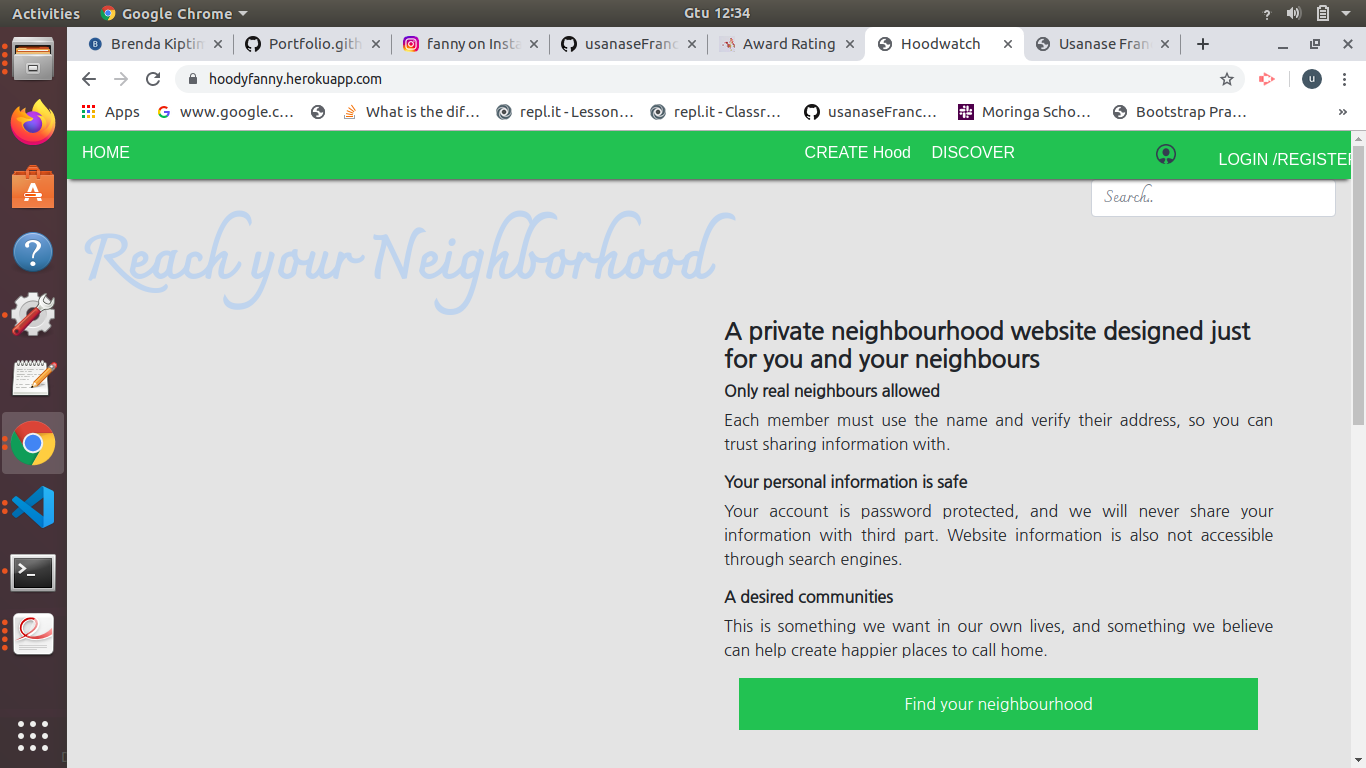 Activities Google Chrome Gtu 12:34
Brenda Kiptim Portfolio.gith fanny on Insta usanaseFranc Award Rating Hoodwatch Usanase Fran
hoodyfanny.herokuapp.com u
Apps G www.google.c… What is the dif… repl.it - Lesson… repl.it - Classr… usanaseFranc… Moringa Scho… Bootstrap Pra… »
HOME CREATE Hood DISCOVER LOGIN /REGISTER
Search..
Reach your Neighborhood
A private neighbourhood website designed just
for you and your neighbours
Only real neighbours allowed
Each member must use the name and verify their address, so you can
trust sharing information with.
Your personal information is safe
Your account is password protected, and we will never share your
information with third part. Website information is also not accessible
through search engines.
A desired communities
This is something we want in our own lives, and something we believe
can help create happier places to call home.
Find your neighbourhood